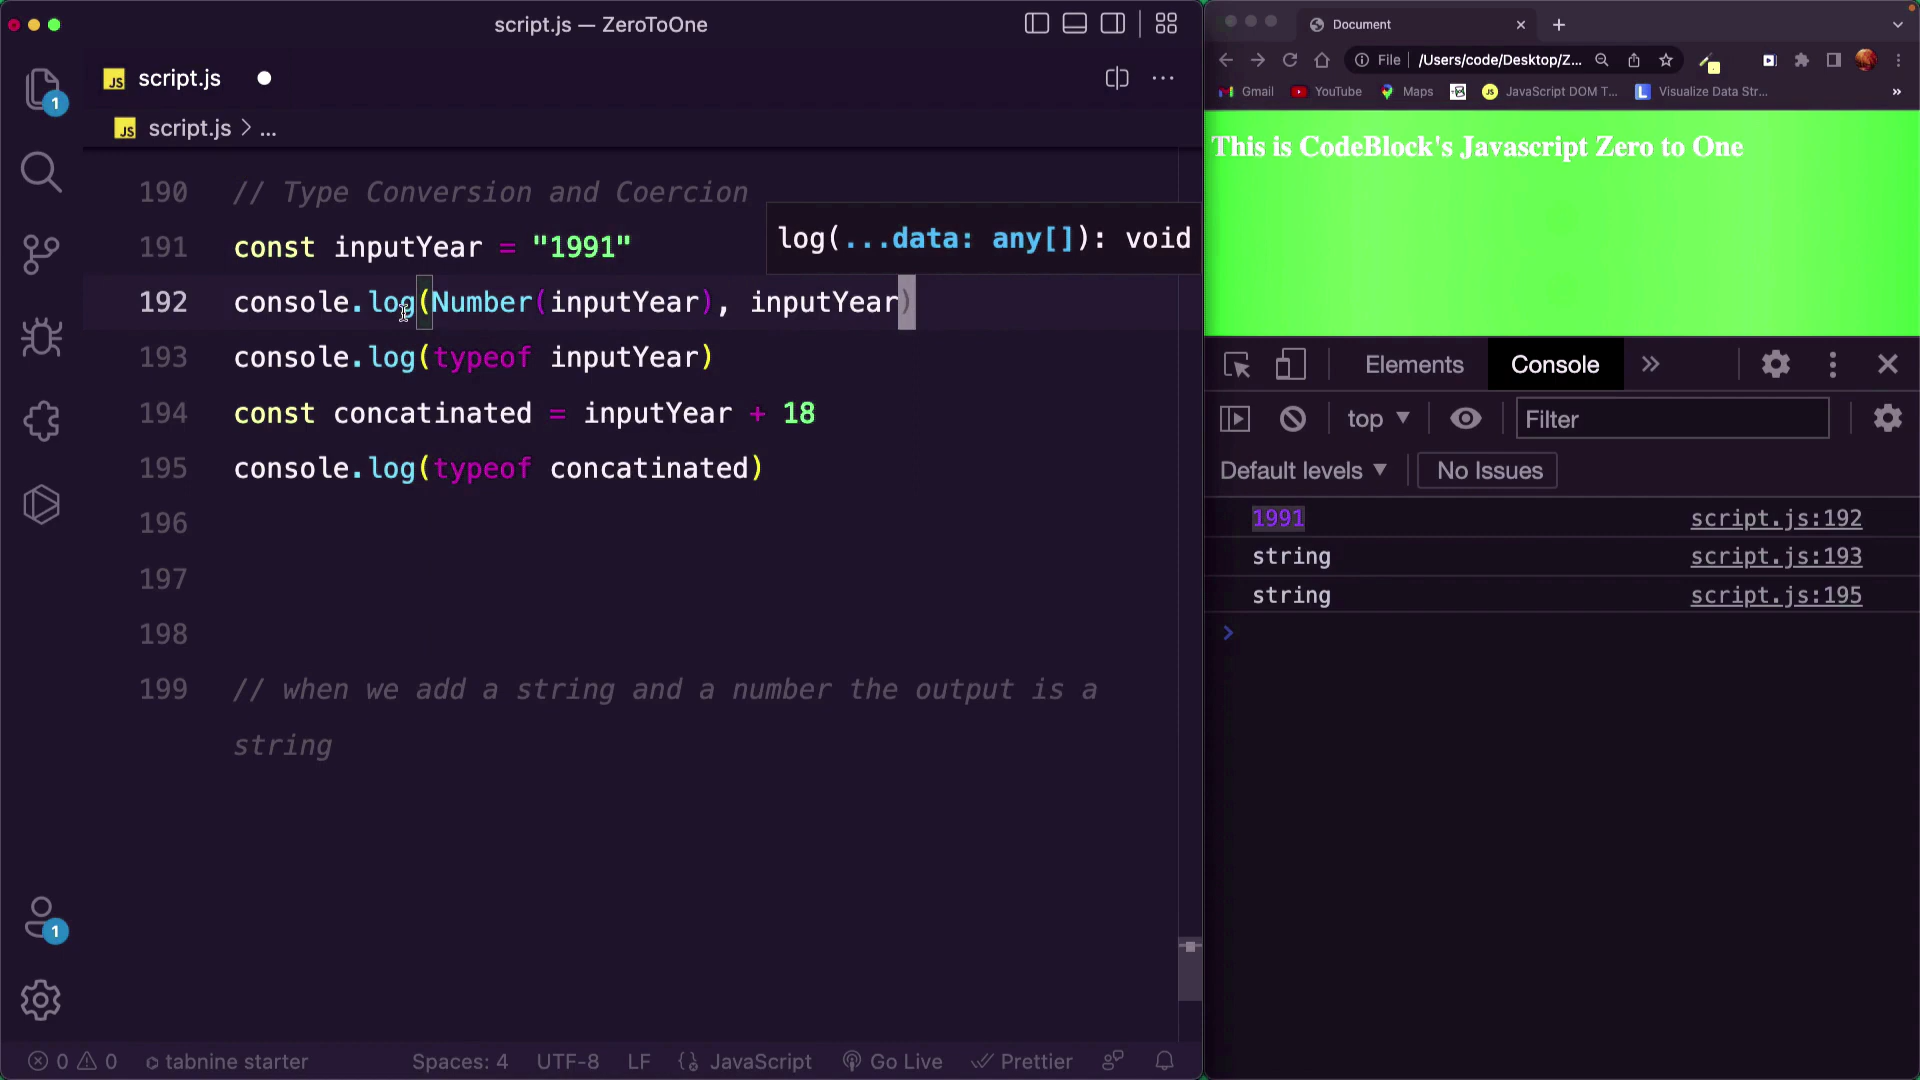 script.js — ZeroToOne
script.js
script.js > ...
190 // Type Conversion and Coercion
191 const inputYear = "1991"
log(...data: any[]): void
192 console.log(Number(inputYear), inputYear)
193 console.log(typeof inputYear)
194 const concatinated = inputYear + 18
195 console.log(typeof concatinated)
196
197
198
199 // when we add a string and a number the output is a
string
1
1
0 0 tabnine starter Spaces: 4 UTF-8 LF JavaScript Go Live Prettier
Document
File /Users/code/Desktop/Z...
Gmail YouTube Maps JavaScript DOM T... Visualize Data Str... »
This is CodeBlock's Javascript Zero to One
Elements Console
top Filter
Default levels No Issues
1991 script.js:192
string script.js:193
string script.js:195